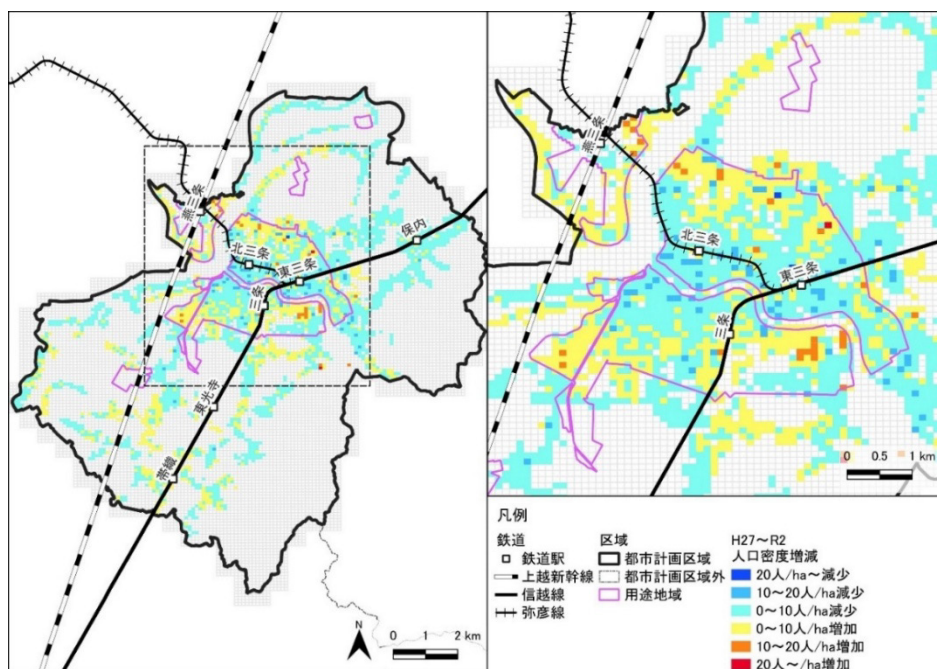 燕三条
北三条
東三条
保内
三条
東光寺
帯織
N
0 1 2 km
燕三条
北三条
東三条
三条
0 0.5 1 km
凡例
鉄道
鉄道駅
上越新幹線
信越線
弥彦線
区域
都市計画区域
都市計画区域外
用途地域
H27～R2
人口密度増減
20人/ha～減少
10～20人/ha減少
0～10人/ha減少
0～10人/ha増加
10～20人/ha増加
20人～/ha増加